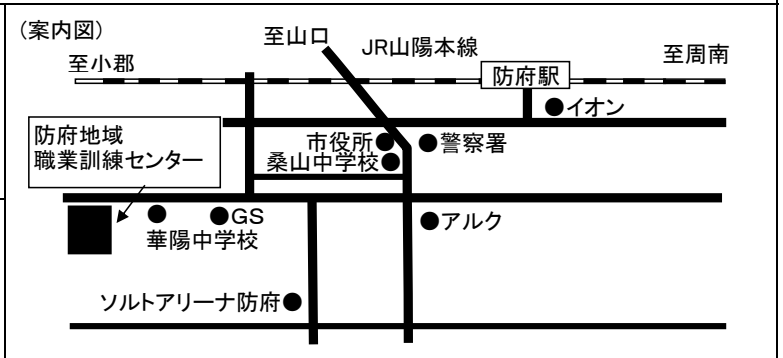 (案内図)
至山口
JR山陽本線
至小郡
防府駅
至周南
イオン
防府地域
職業訓練センター
市役所
警察署
桑山中学校
GS
華陽中学校
アルク
ソルトアリーナ防府